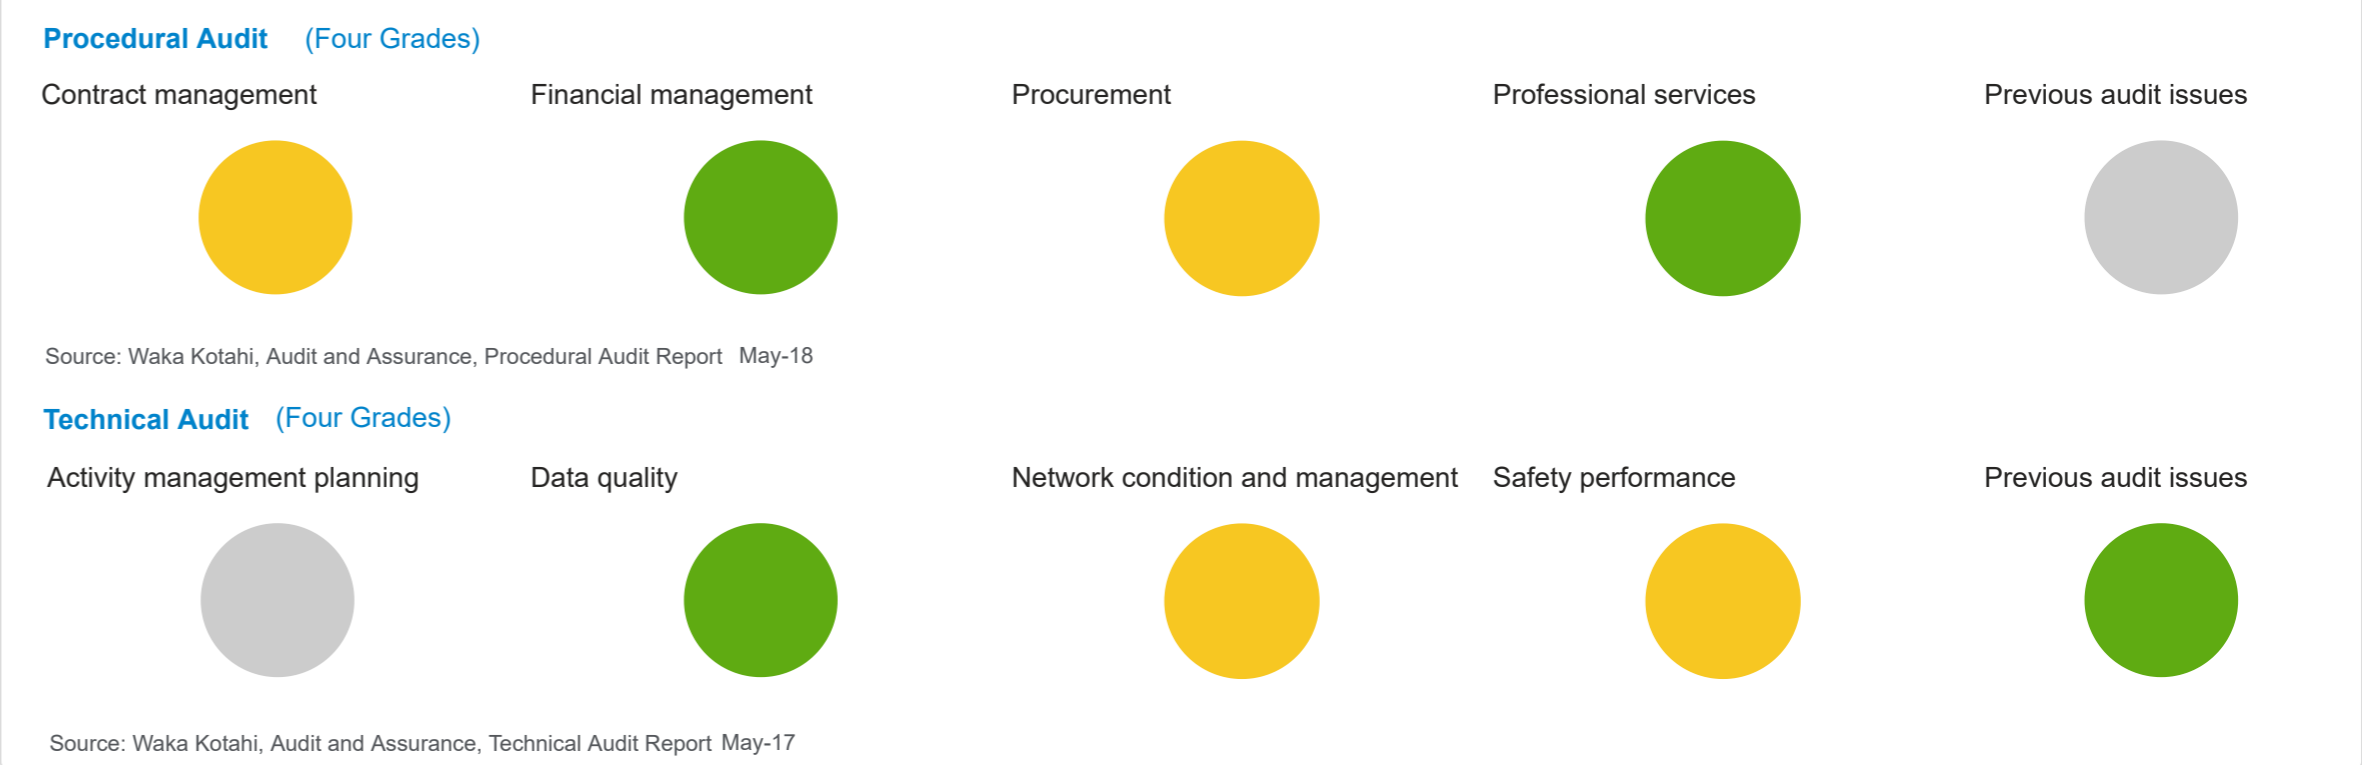 Procedural Audit (Four Grades)
Contract management
Financial management
Procurement
Professional services
Previous audit issues
Source: Waka Kotahi, Audit and Assurance, Procedural Audit Report May-18
Technical Audit (Four Grades)
Activity management planning
Data quality
Network condition and management
Safety performance
Previous audit issues
Source: Waka Kotahi, Audit and Assurance, Technical Audit Report May-17